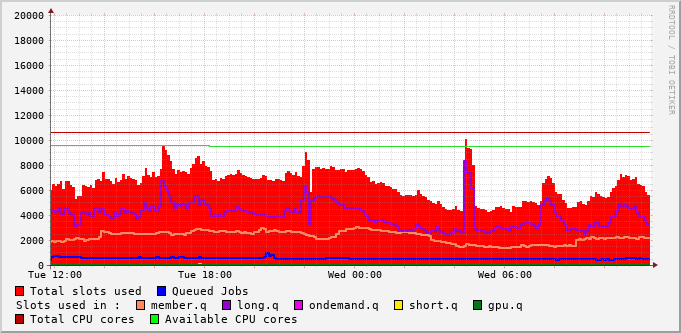 20000
18000
16000
14000
12000
10000
8000
6000
4000
2000
0
Tue 12:00 Tue 18:00 Wed 00:00 Wed 06:00
Total slots used Queued Jobs
Slots used in : member.q long.q ondemand.q short.q gpu.q
Total CPU cores Available CPU cores
RRDTOOL / TOBI OETIKER